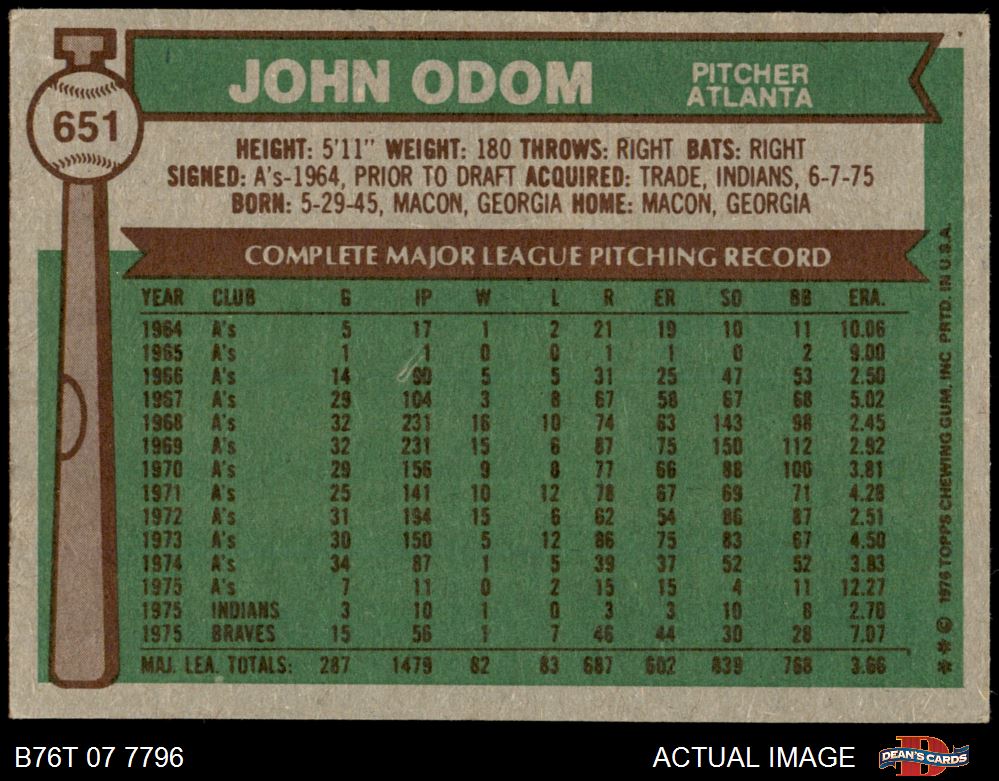 JOHN ODOM
PITCHER
ATLANTA
651
HEIGHT: 5'11" WEIGHT: 180 THROWS: RIGHT BATS: RIGHT
SIGNED: A's-1964, PRIOR TO DRAFT ACQUIRED: TRADE, INDIANS, 6-7-75
BORN: 5-29-45, MACON, GEORGIA HOME: MACON, GEORGIA
COMPLETE MAJOR LEAGUE PITCHING RECORD
YEAR CLUB G IP W L R ER SO BB ERA.
1964 A's 5 17 1 2 21 19 10 11 10.06
1965 A's 1 1 0 0 1 1 0 2 9.00
1966 A's 14 90 5 5 31 25 47 53 2.50
1967 A's 29 104 3 8 67 58 67 68 5.02
1968 A's 32 231 16 10 74 63 143 98 2.45
1969 A's 32 231 15 6 87 75 150 112 2.92
1970 A's 29 156 9 8 77 66 88 100 3.81
1971 A's 25 141 10 12 78 67 69 71 4.28
1972 A's 31 194 15 6 62 54 86 87 2.51
1973 A's 30 150 5 12 86 75 83 67 4.50
1974 A's 34 87 1 5 39 37 52 52 3.83
1975 A's 7 11 0 2 15 15 4 11 12.27
1975 INDIANS 3 10 1 0 3 3 10 8 2.70
1975 BRAVES 15 56 1 7 46 44 30 28 7.07
MAJ. LEA. TOTALS: 287 1479 82 83 687 602 839 768 3.66
** © 1976 TOPPS CHEWING GUM, INC. PRTD. IN U.S.A.
B76T 07 7796
ACTUAL IMAGE
DEAN'S CARDS